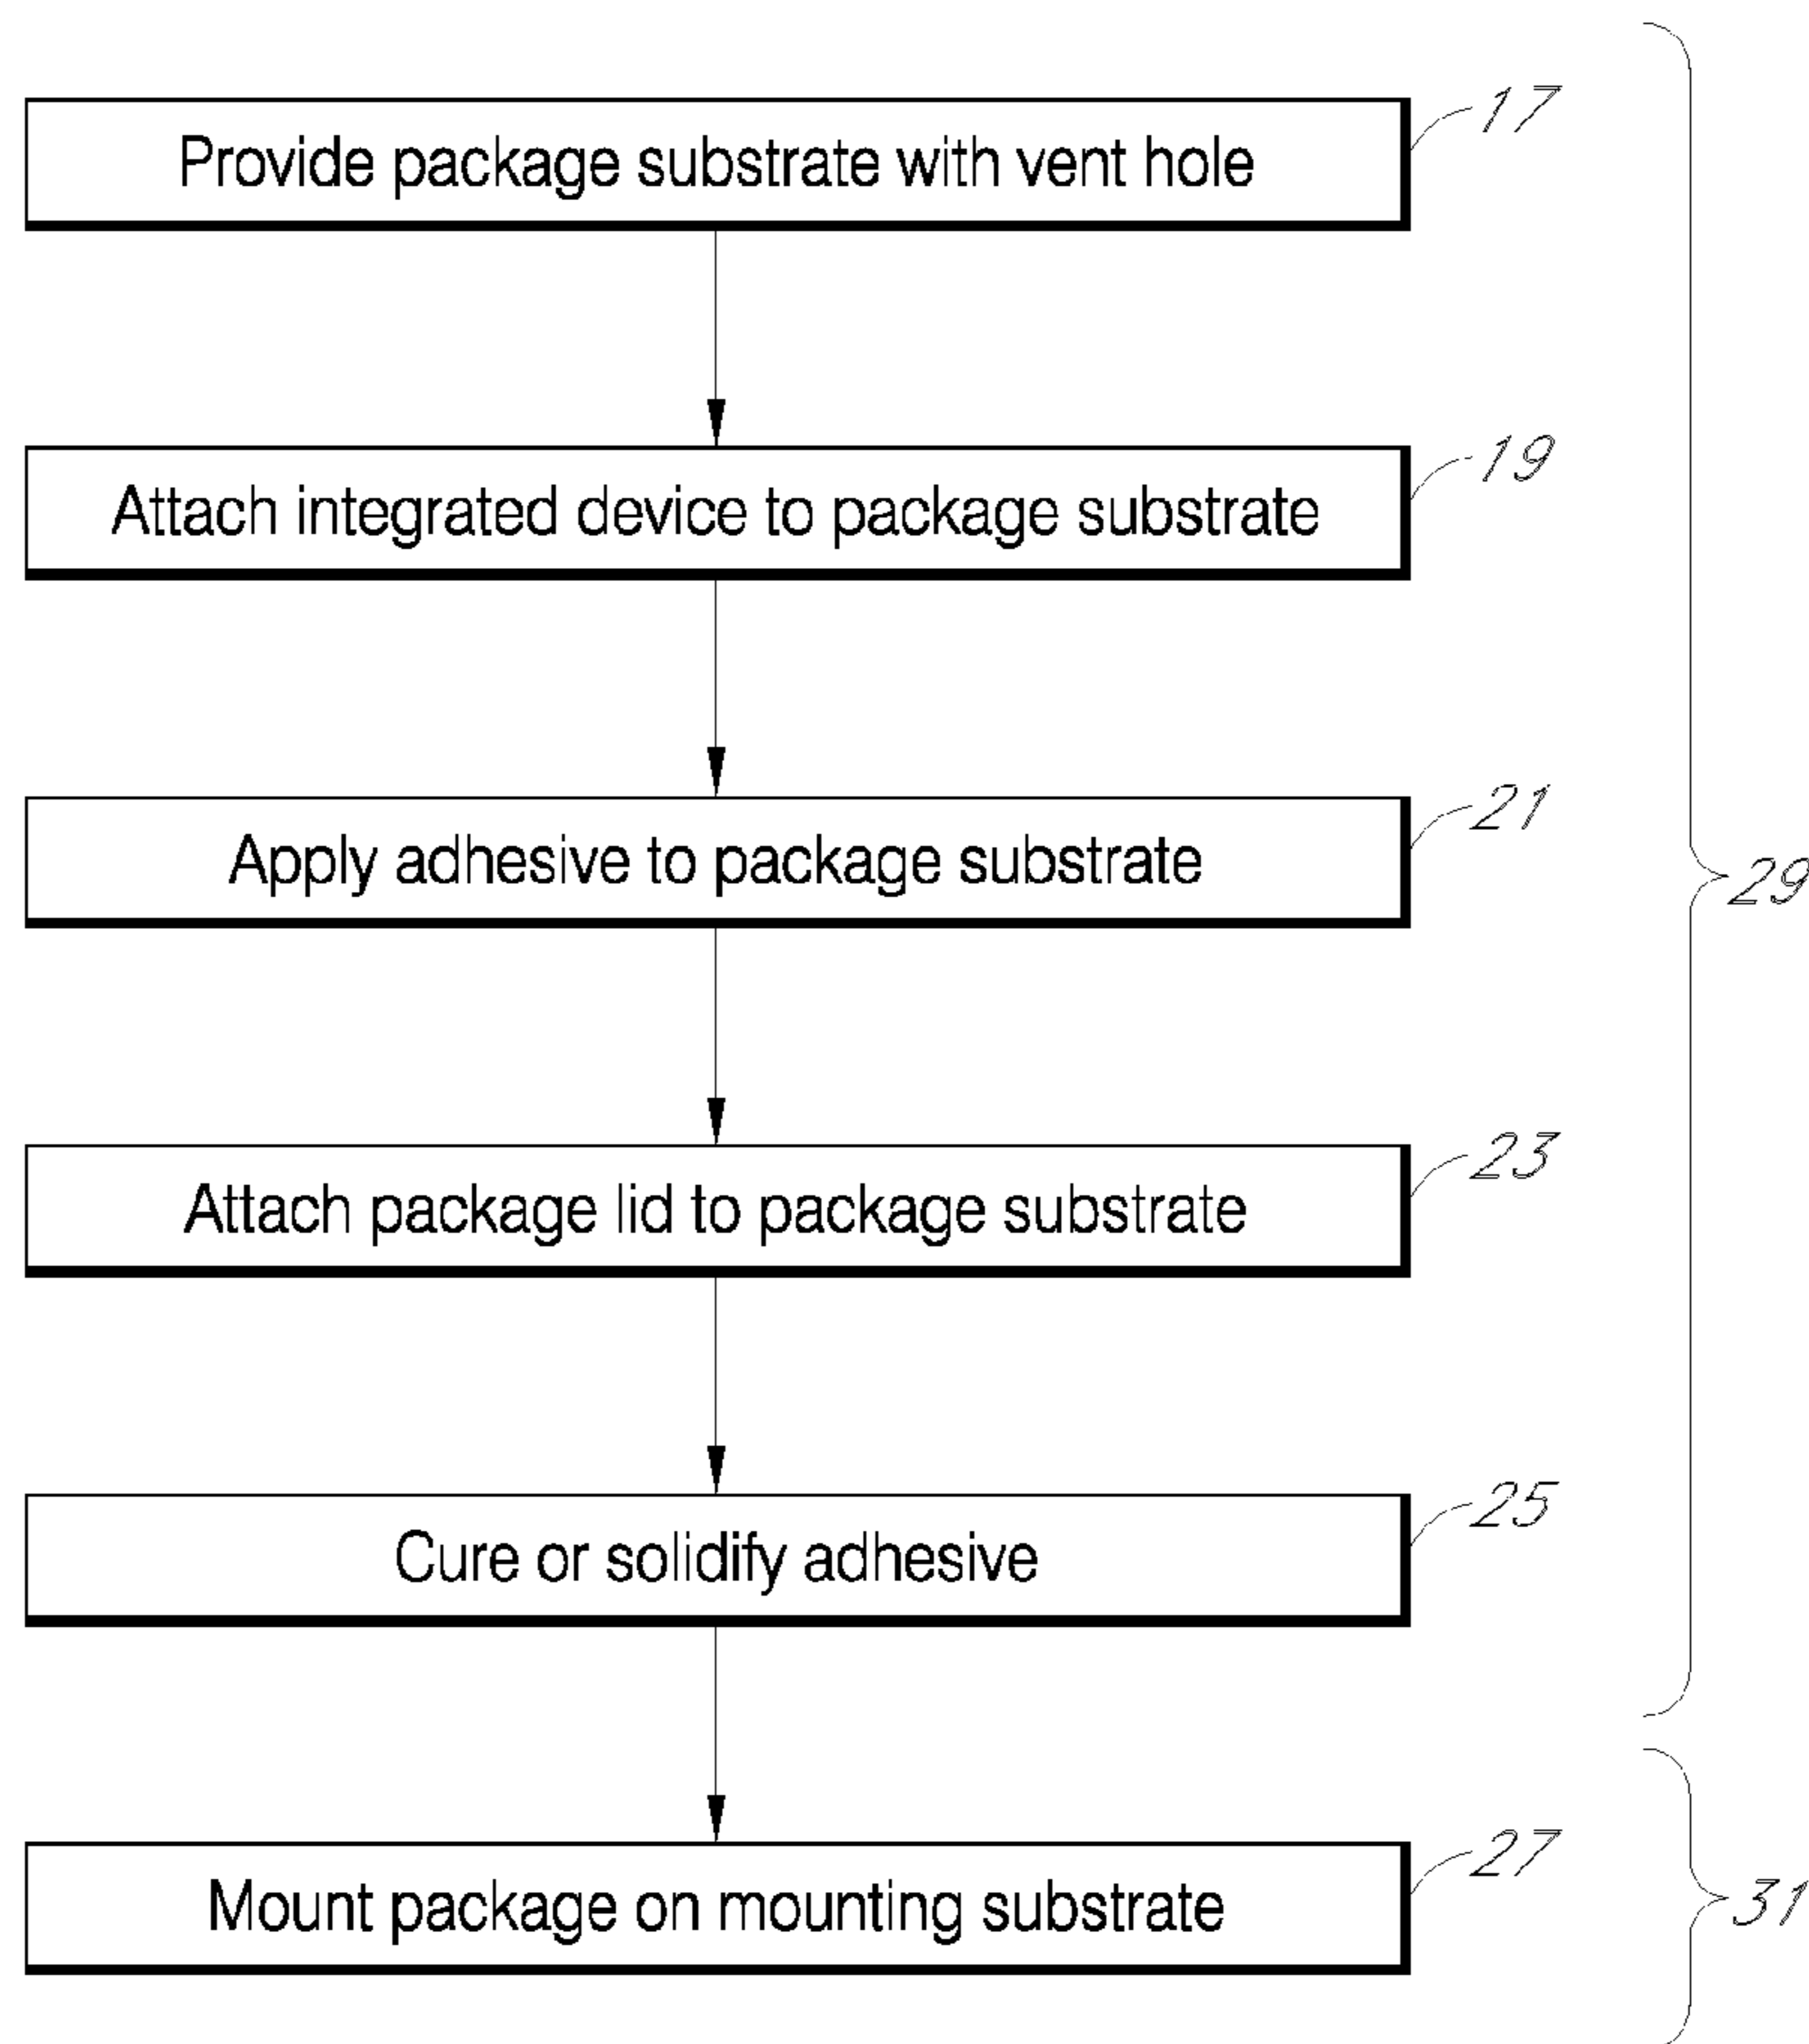 Provide package substrate with vent hole
17
Attach integrated device to package substrate
19
Apply adhesive to package substrate
21
29
Attach package lid to package substrate
23
Cure or solidify adhesive
25
Mount package on mounting substrate
27
31